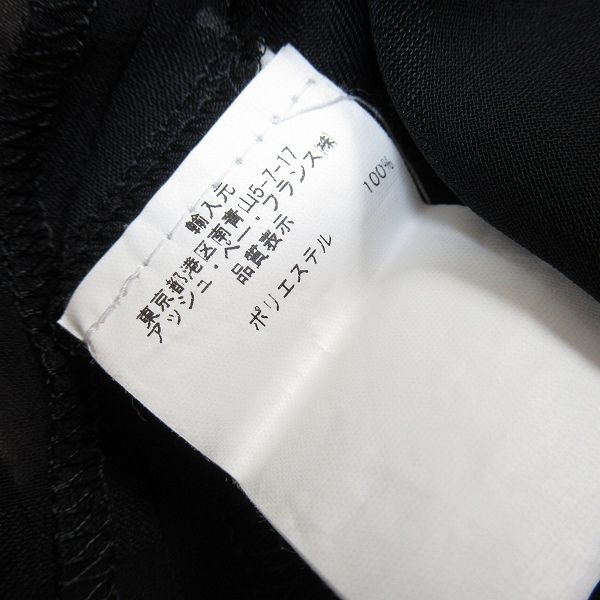 輸入元
東京都港区南青山5-7-17
アッシュ・ペー・フランス㈱
品質表示
ポリエステル 100%